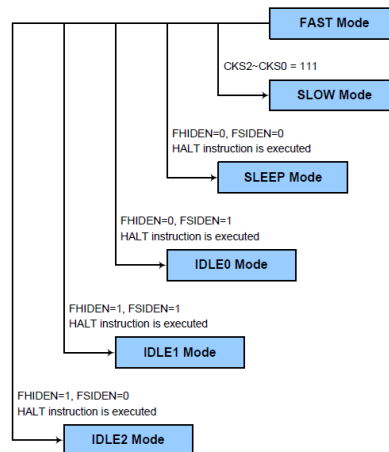 FAST Mode
CKS2~CKS0 = 111
SLOW Mode
FHIDEN=0, FSIDEN=0
HALT instruction is executed
SLEEP Mode
FHIDEN=0, FSIDEN=1
HALT instruction is executed
IDLE0 Mode
FHIDEN=1, FSIDEN=1
HALT instruction is executed
IDLE1 Mode
FHIDEN=1, FSIDEN=0
HALT instruction is executed
IDLE2 Mode